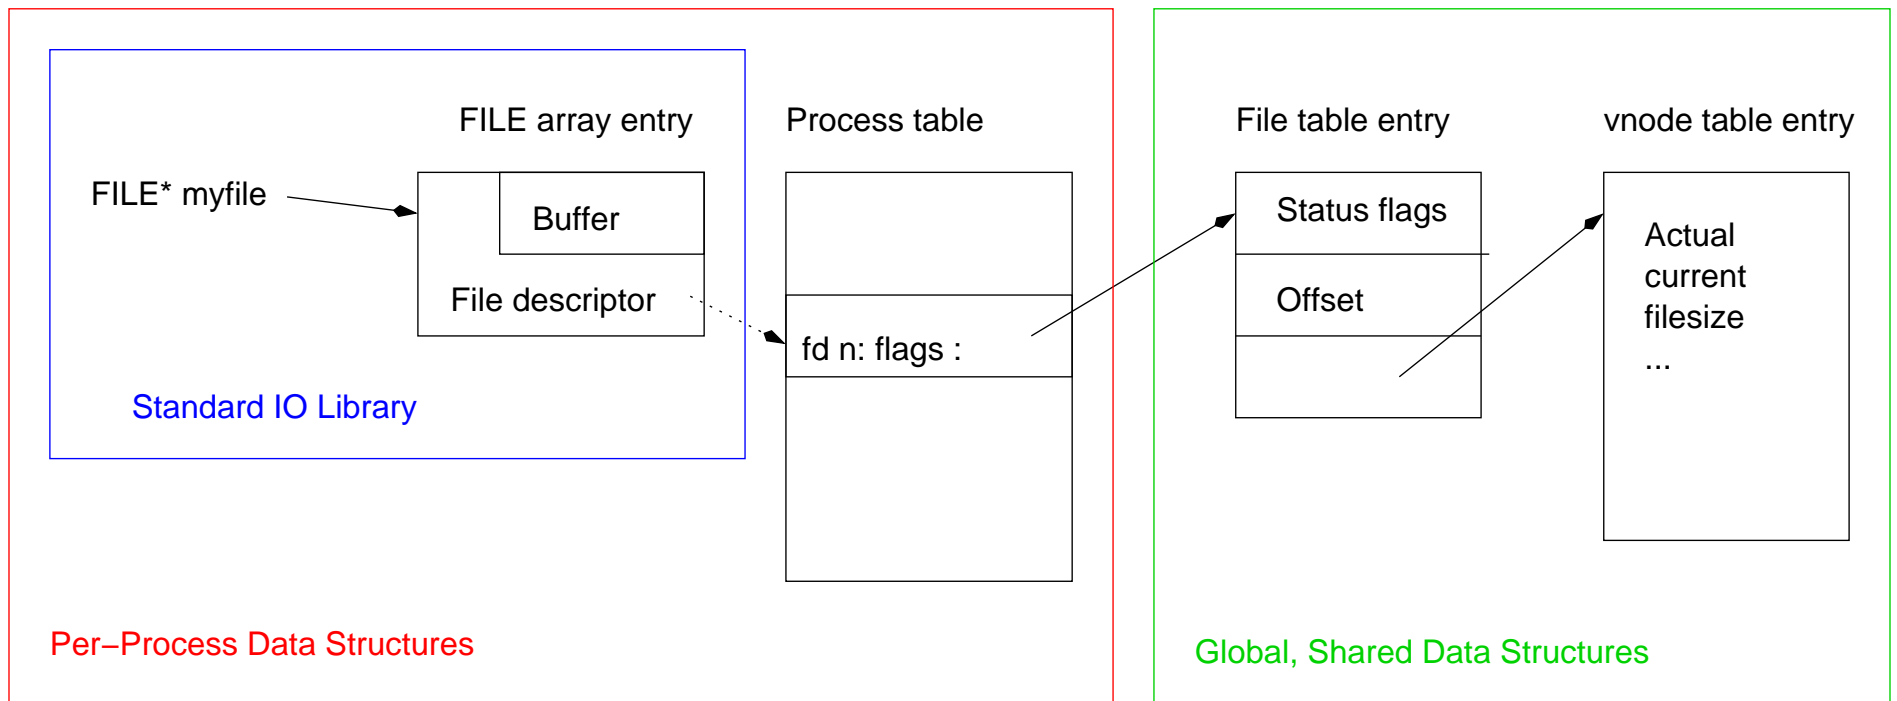 FILE array entry
Process table
File table entry
vnode table entry
FILE* myfile
Buffer
File descriptor
fd n: flags :
Status flags
Offset
Actual
current
filesize
...
Standard IO Library
Per−Process Data Structures
Global, Shared Data Structures